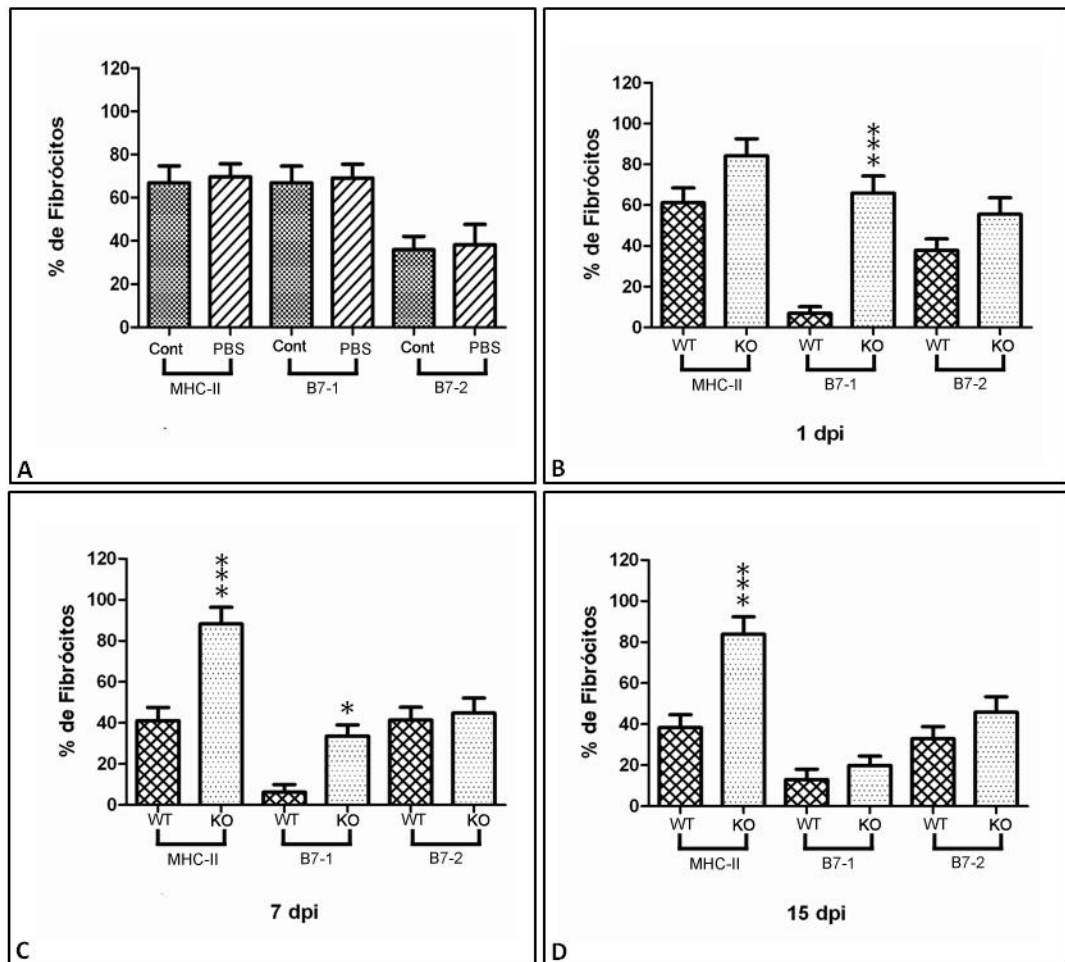 120
100
80
60
40
20
0
% de Fibrócitos
Cont PBS Cont PBS Cont PBS
MHC-II B7-1 B7-2
A
120
100
80
60
40
20
0
% de Fibrócitos
***
WT KO WT KO WT KO
MHC-II B7-1 B7-2
1 dpi
B
120
100
80
60
40
20
0
% de Fibrócitos
***
*
WT KO WT KO WT KO
MHC-II B7-1 B7-2
7 dpi
C
120
100
80
60
40
20
0
% de Fibrócitos
***
WT KO WT KO WT KO
MHC-II B7-1 B7-2
15 dpi
D